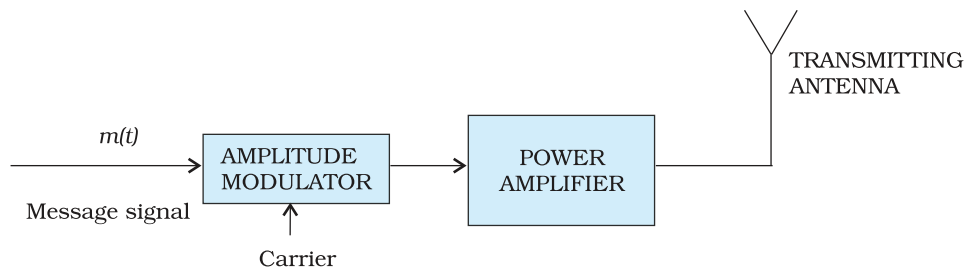 m(t)
Message signal
AMPLITUDE
MODULATOR
Carrier
POWER
AMPLIFIER
TRANSMITTING
ANTENNA